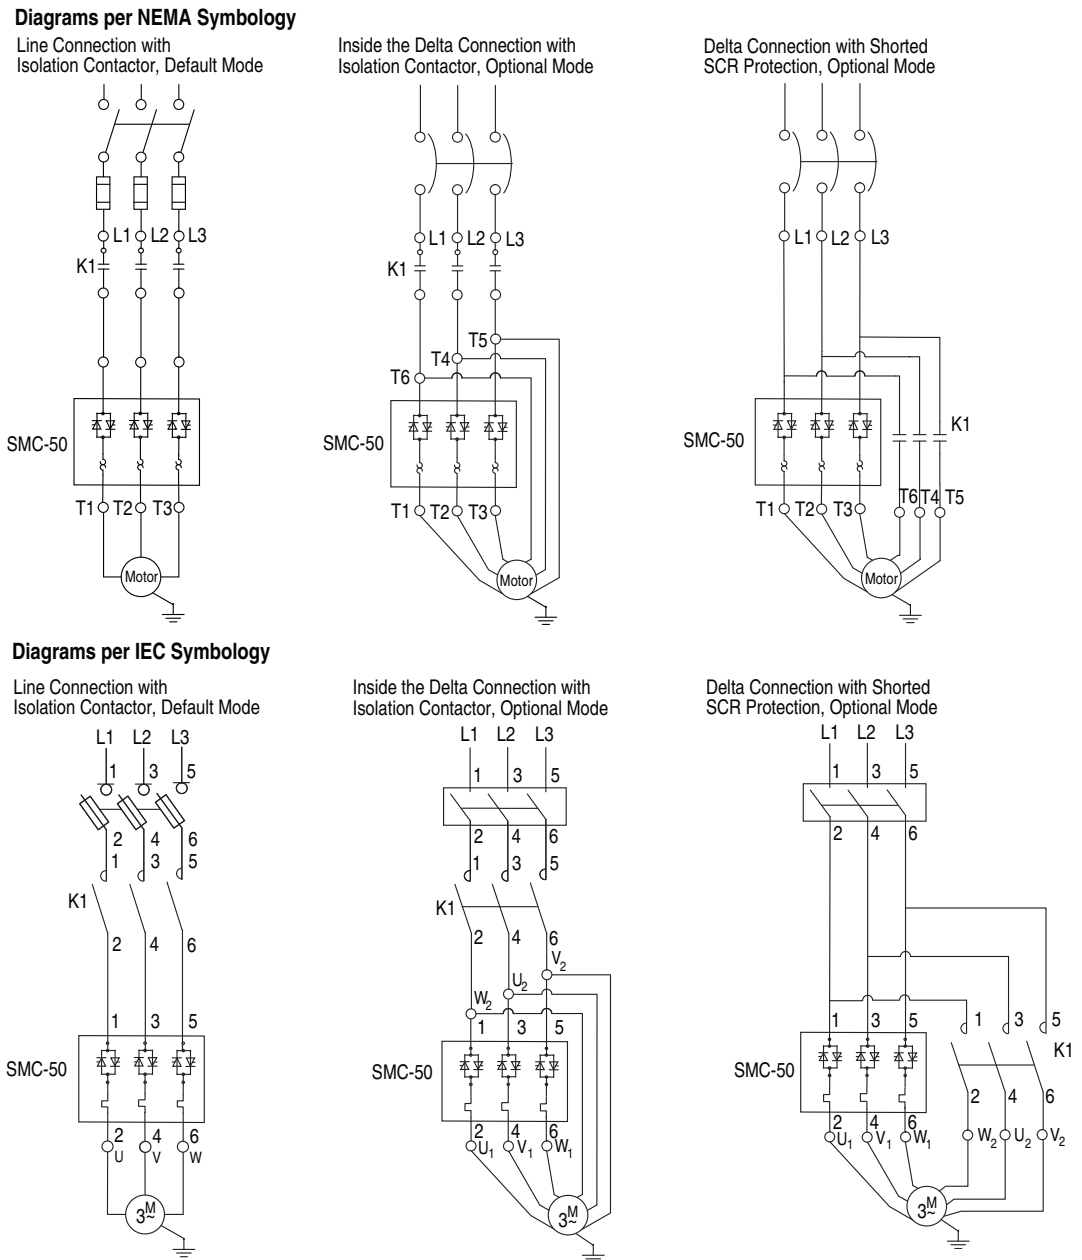 Diagrams per NEMA Symbology
Line Connection with
Isolation Contactor, Default Mode
L1 L2 L3
K1
SMC-50
T1 T2 T3
Motor
Inside the Delta Connection with
Isolation Contactor, Optional Mode
L1 L2 L3
K1
T5
T4
T6
SMC-50
T1 T2 T3
Motor
Delta Connection with Shorted
SCR Protection, Optional Mode
L1 L2 L3
K1
SMC-50
T6 T4 T5
T1 T2 T3
Motor
Diagrams per IEC Symbology
Line Connection with
Isolation Contactor, Default Mode
L1 L2 L3
1 3 5
2 4 6
1 3 5
K1
2 4 6
1 3 5
SMC-50
2 4 6
U V W
M
3~
Inside the Delta Connection with
Isolation Contactor, Optional Mode
L1 L2 L3
1 3 5
2 4 6
1 3 5
K1
2 4 6
V2
U2
W2
1 3 5
SMC-50
2 4 6
U1 V1 W1
M
3~
Delta Connection with Shorted
SCR Protection, Optional Mode
L1 L2 L3
1 3 5
2 4 6
1 3 5
1 3 5
K1
SMC-50
2 4 6
2 4 6
U1 V1 W1
W2 U2 V2
M
3~